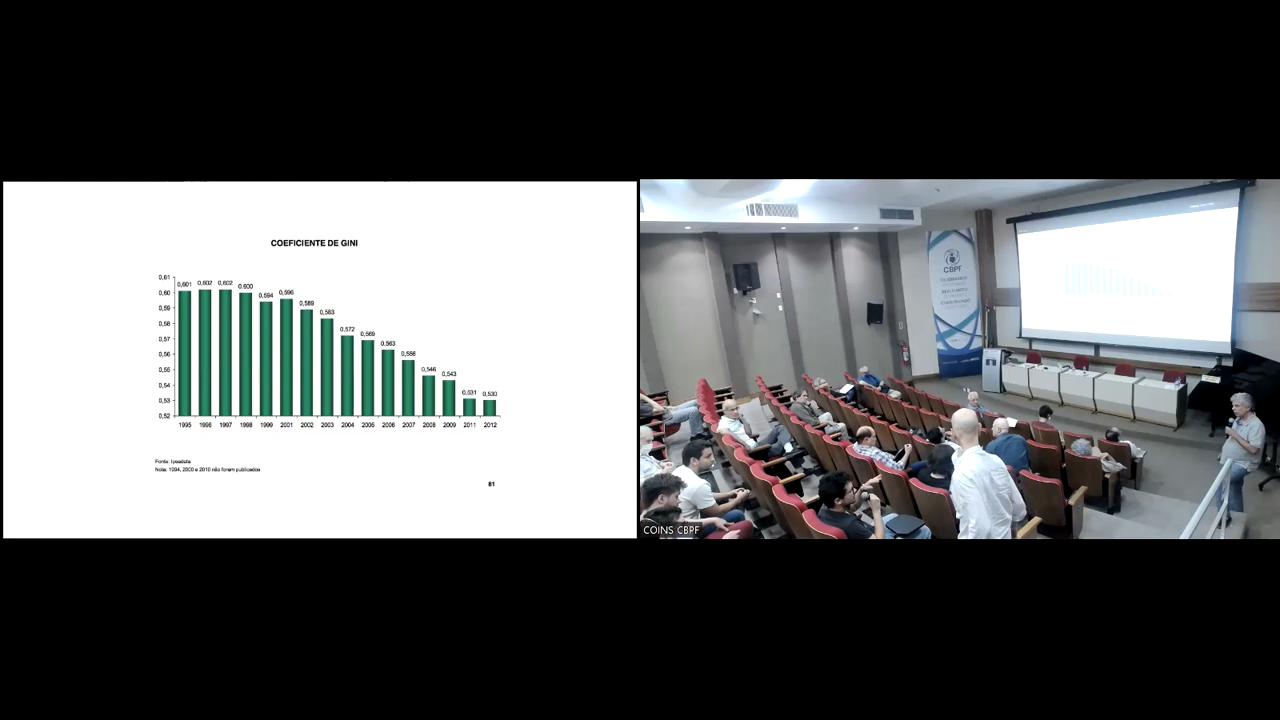 COEFICIENTE DE GINI
0,61
0,60
0,59
0,58
0,57
0,56
0,55
0,54
0,53
0,52
0,601 0,602 0,602 0,600 0,594 0,596 0,589 0,583 0,572 0,569 0,563 0,556 0,546 0,543 0,531 0,530
1995 1996 1997 1998 1999 2001 2002 2003 2004 2005 2006 2007 2008 2009 2011 2012
Fonte: Ipeadata
Nota: 1994, 2000 e 2010 não foram publicados
81
CBPF
COINS CBPF